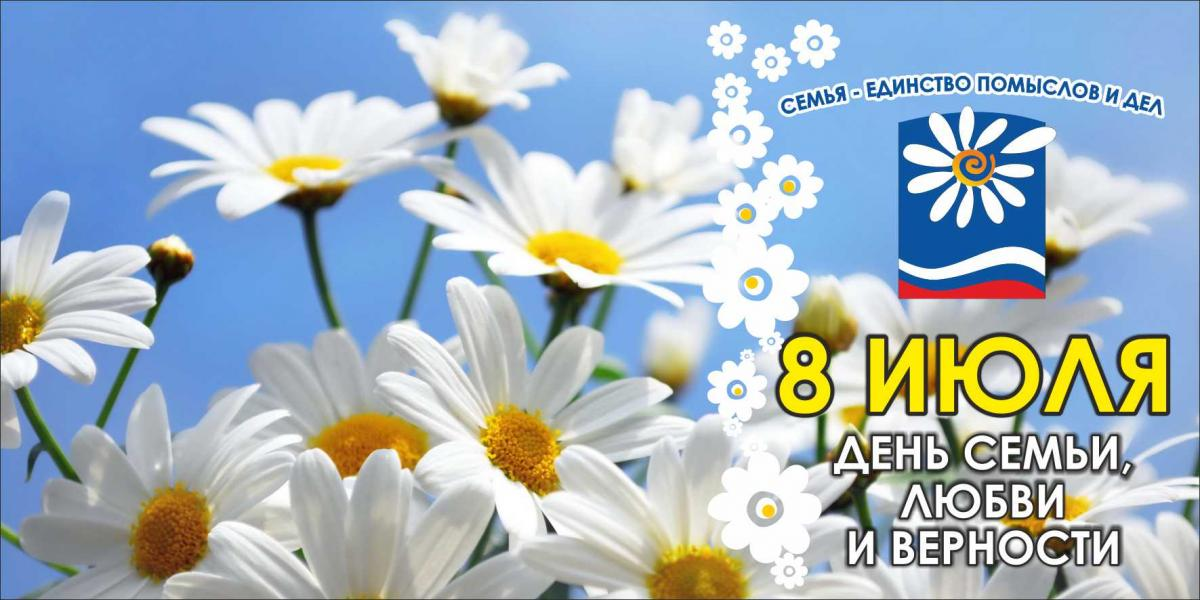 СЕМЬЯ - ЕДИНСТВО ПОМЫСЛОВ И ДЕЛ
8 ИЮЛЯ
ДЕНЬ СЕМЬИ,
ЛЮБВИ
И ВЕРНОСТИ